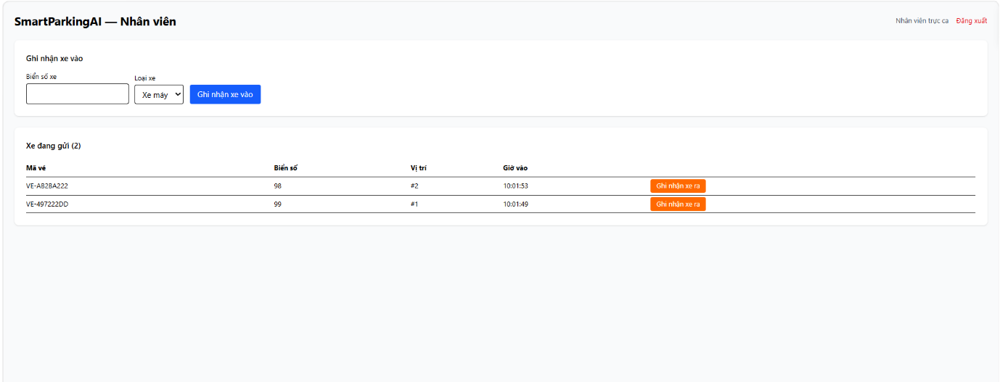 SmartParkingAI — Nhân viên
Nhân viên trực ca Đăng xuất
Ghi nhận xe vào
Biển số xe Loại xe
Xe máy Ghi nhận xe vào
Xe đang gửi (2)
Mã vé Biển số Vị trí Giờ vào
VE-AB2BA222 98 #2 10:01:53 Ghi nhận xe ra
VE-497222DD 99 #1 10:01:49 Ghi nhận xe ra